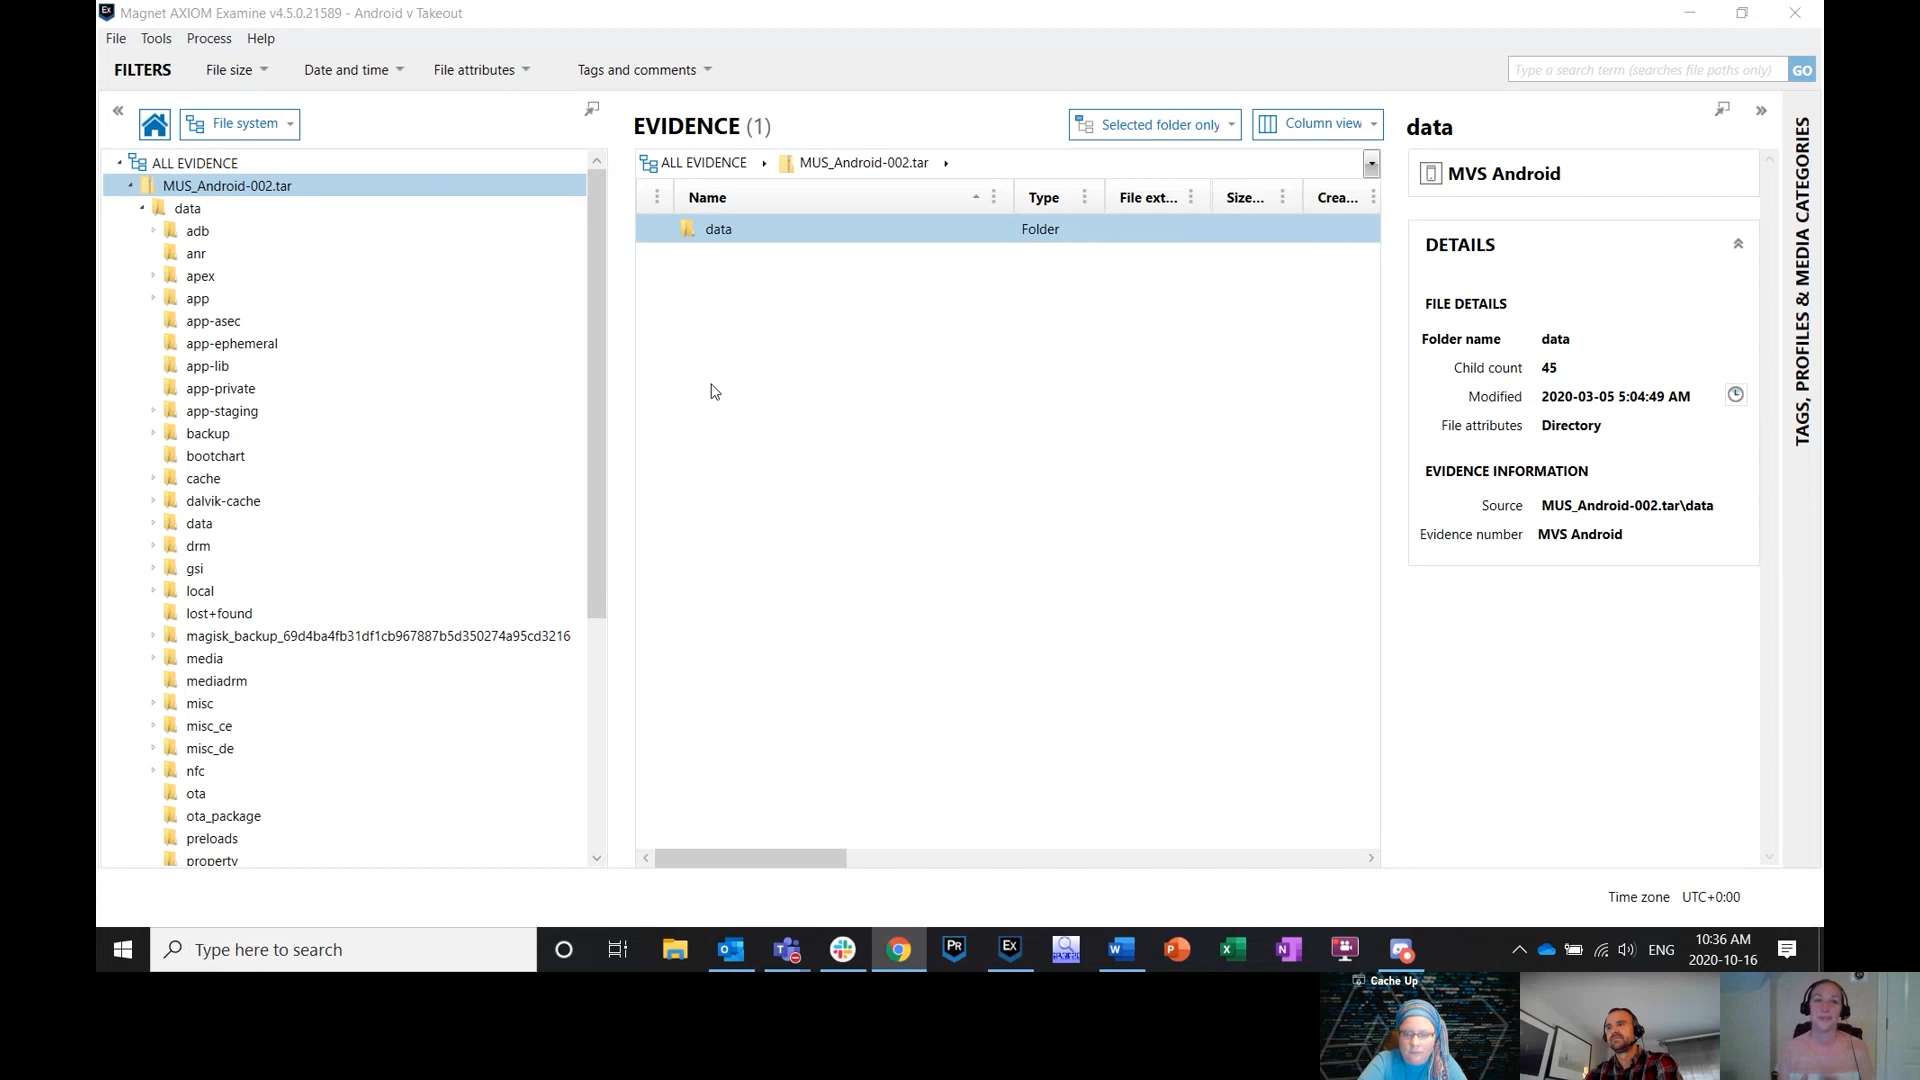 Ex Magnet AXIOM Examine v4.5.0.21589 - Android v Takeout
File Tools Process Help
FILTERS File size Date and time File attributes Tags and comments Type a search term (searches file paths only) GO
File system
ALL EVIDENCE
MUS_Android-002.tar
data
adb
anr
apex
app
app-asec
app-ephemeral
app-lib
app-private
app-staging
backup
bootchart
cache
dalvik-cache
data
drm
gsi
local
lost+found
magisk_backup_69d4ba4fb31df1cb967887b5d350274a95cd3216
media
mediadrm
misc
misc_ce
misc_de
nfc
ota
ota_package
preloads
property
EVIDENCE (1)
Selected folder only Column view
ALL EVIDENCE MUS_Android-002.tar
Name Type File ext... Size... Crea...
data Folder
data
MVS Android
DETAILS
FILE DETAILS
Folder name data
Child count 45
Modified 2020-03-05 5:04:49 AM
File attributes Directory
EVIDENCE INFORMATION
Source MUS_Android-002.tar\data
Evidence number MVS Android
TAGS, PROFILES & MEDIA CATEGORIES
Time zone UTC+0:00
Type here to search
PR
Ex
ENG
10:36 AM
2020-10-16
Cache Up